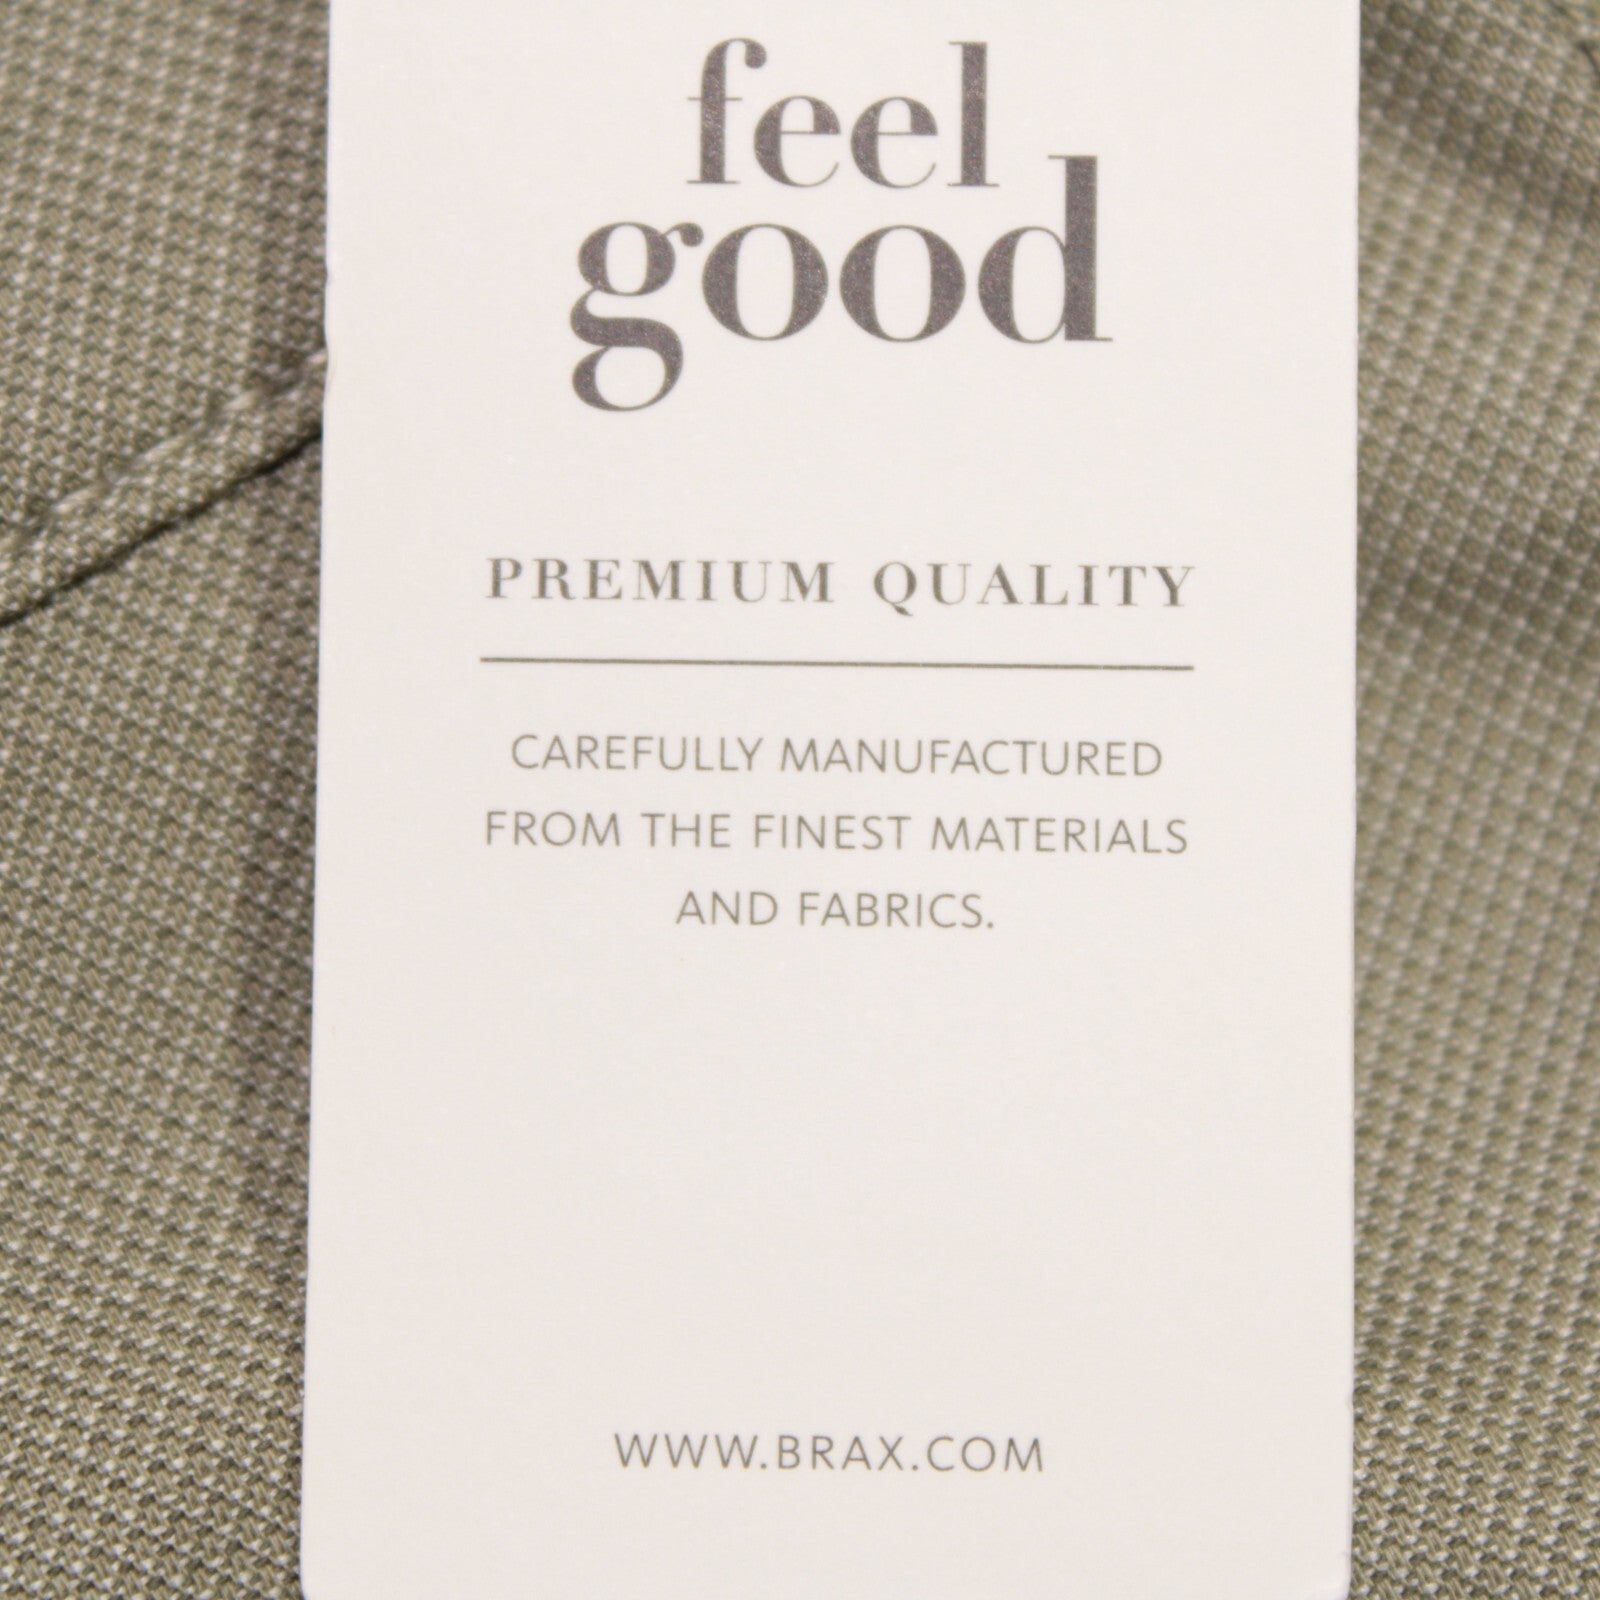 feel
good
PREMIUM QUALITY
CAREFULLY MANUFACTURED
FROM THE FINEST MATERIALS
AND FABRICS.
WWW.BRAX.COM